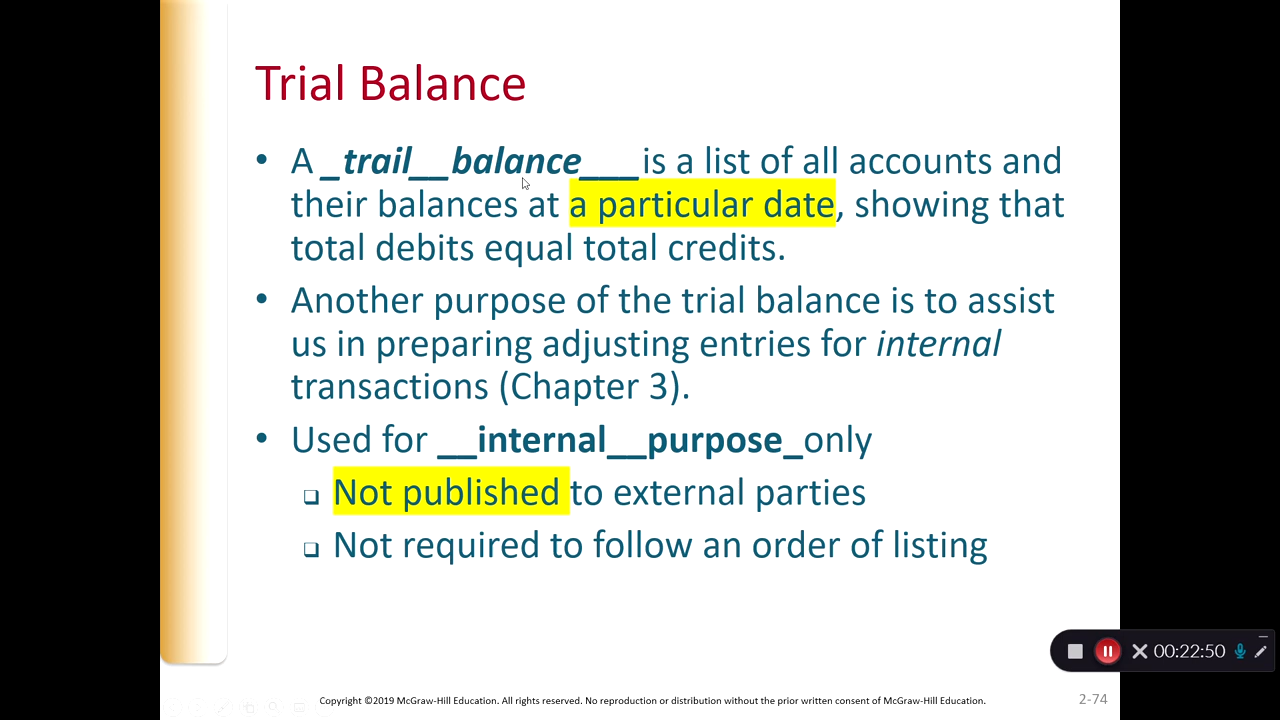 Trial Balance
• A _trail__balance___ is a list of all accounts and
their balances at a particular date, showing that
total debits equal total credits.
• Another purpose of the trial balance is to assist
us in preparing adjusting entries for internal
transactions (Chapter 3).
• Used for __internal__purpose_only
❑ Not published to external parties
❑ Not required to follow an order of listing
00:22:50
Copyright ©2019 McGraw-Hill Education. All rights reserved. No reproduction or distribution without the prior written consent of McGraw-Hill Education.
2-74